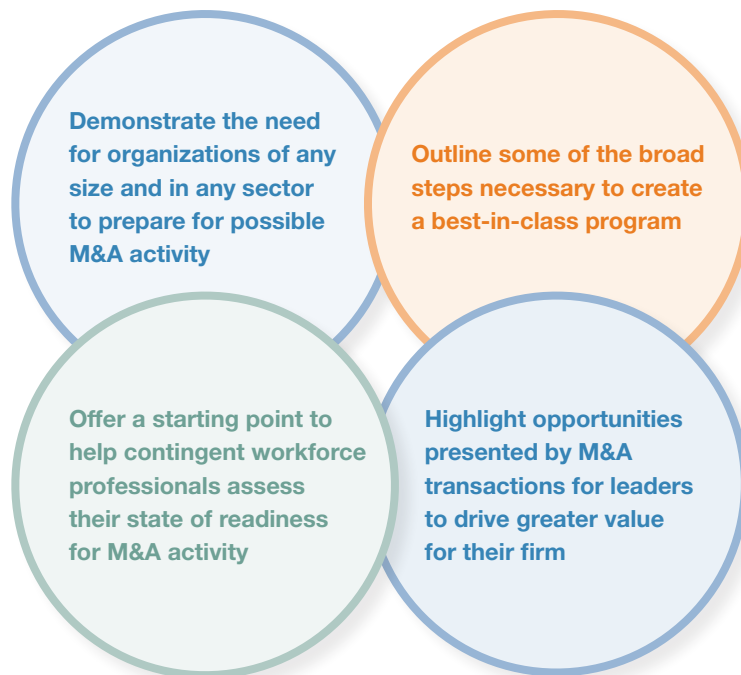 Demonstrate the need
for organizations of any
size and in any sector
to prepare for possible
M&A activity
Outline some of the broad
steps necessary to create
a best-in-class program
Offer a starting point to
help contingent workforce
professionals assess
their state of readiness
for M&A activity
Highlight opportunities
presented by M&A
transactions for leaders
to drive greater value
for their firm